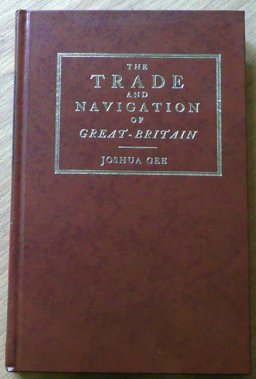 THE
TRADE
AND
NAVIGATION
OF
GREAT-BRITAIN
JOSHUA GEE